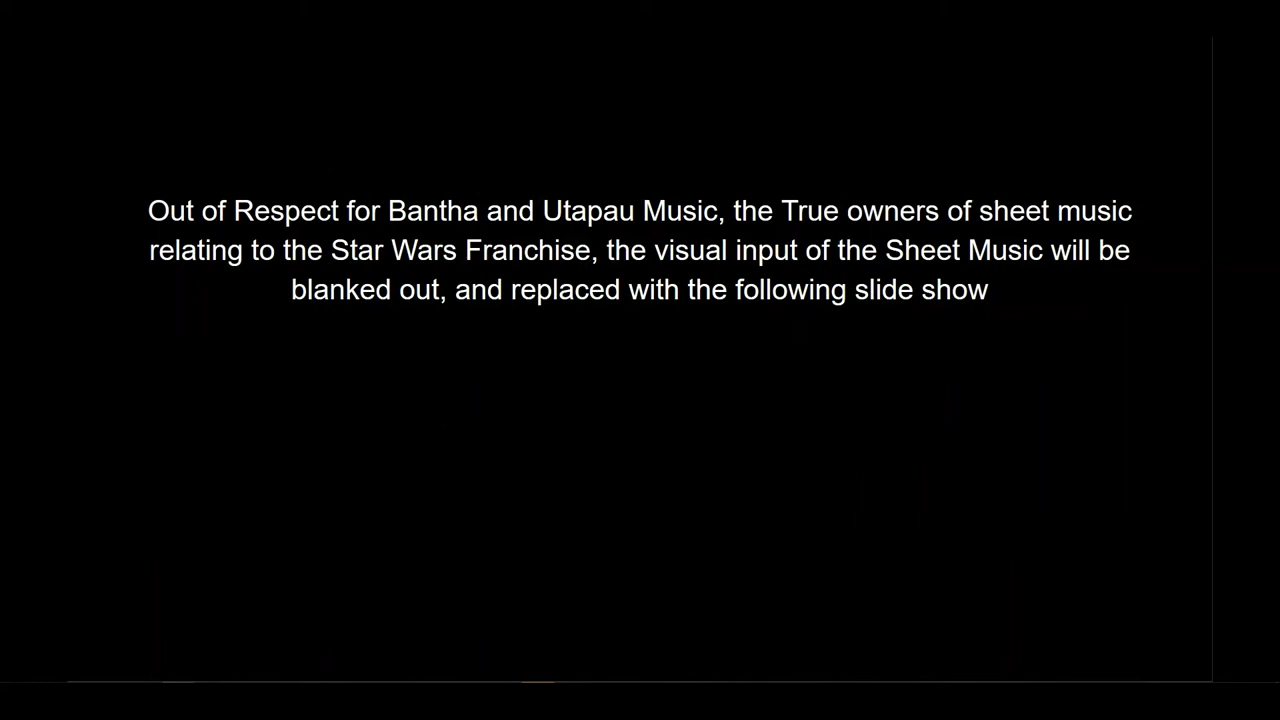 Out of Respect for Bantha and Utapau Music, the True owners of sheet music
relating to the Star Wars Franchise, the visual input of the Sheet Music will be
blanked out, and replaced with the following slide show